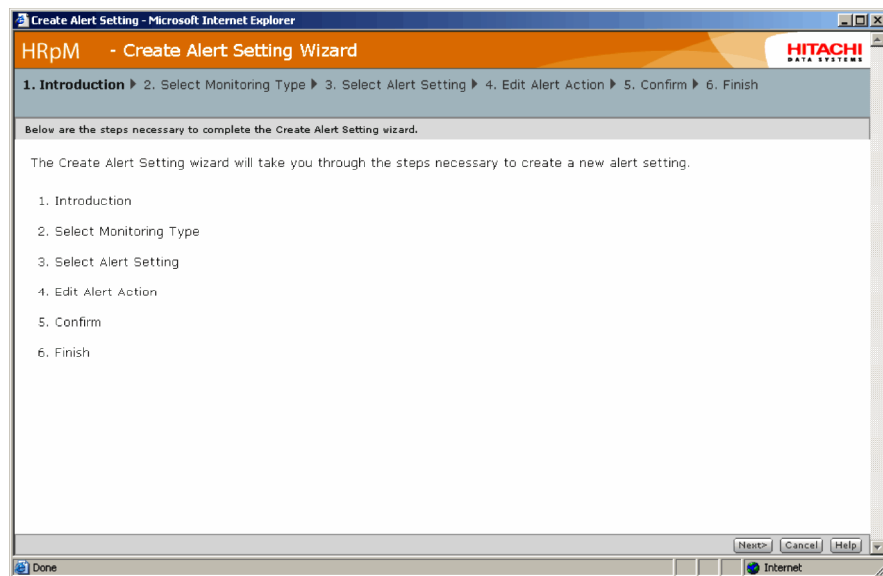 Create Alert Setting - Microsoft Internet Explorer
HRpM - Create Alert Setting Wizard
HITACHI
DATA SYSTEMS
1. Introduction 2. Select Monitoring Type 3. Select Alert Setting 4. Edit Alert Action 5. Confirm 6. Finish
Below are the steps necessary to complete the Create Alert Setting wizard.
The Create Alert Setting wizard will take you through the steps necessary to create a new alert setting.
1. Introduction
2. Select Monitoring Type
3. Select Alert Setting
4. Edit Alert Action
5. Confirm
6. Finish
Next> Cancel Help
Done Internet